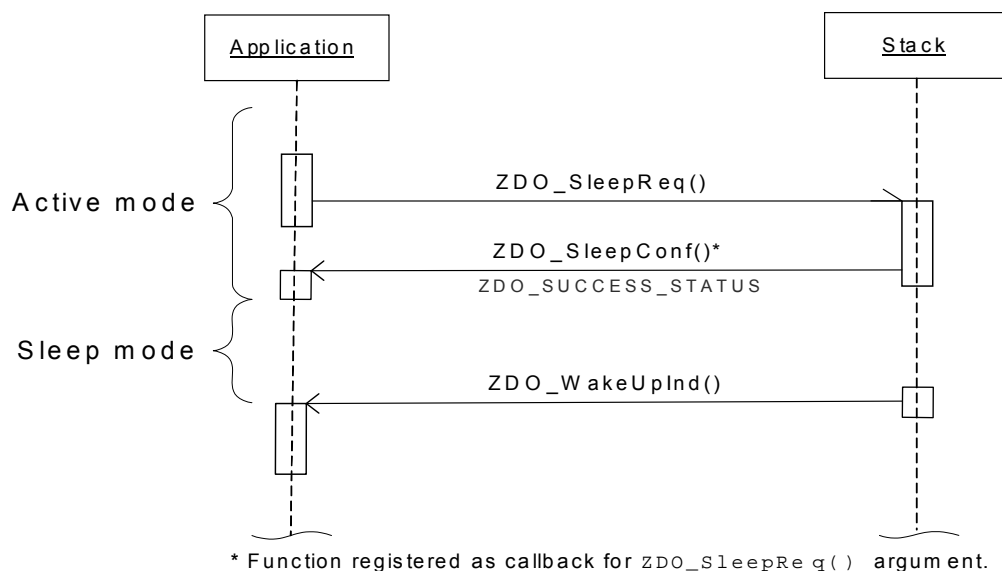 Application
Stack
ZDO_SleepReq()
Active mode
ZDO_SleepConf()*
ZDO_SUCCESS_STATUS
Sleep mode
ZDO_WakeUpInd()
* Function registered as callback for ZDO_SleepReq() argument.